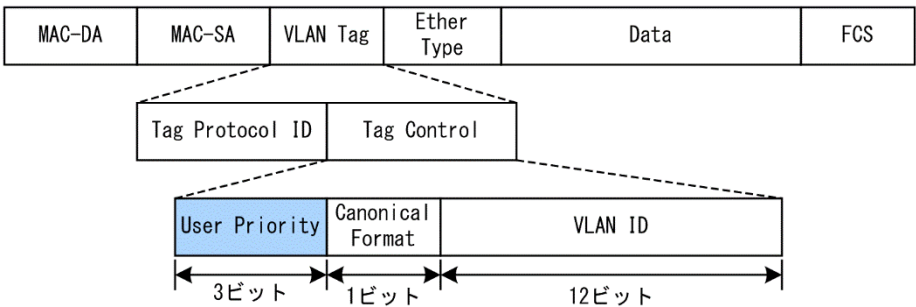 MAC-DA MAC-SA VLAN Tag Ether Type Data FCS
Tag Protocol ID Tag Control
User Priority Canonical Format VLAN ID
3ビット 1ビット 12ビット